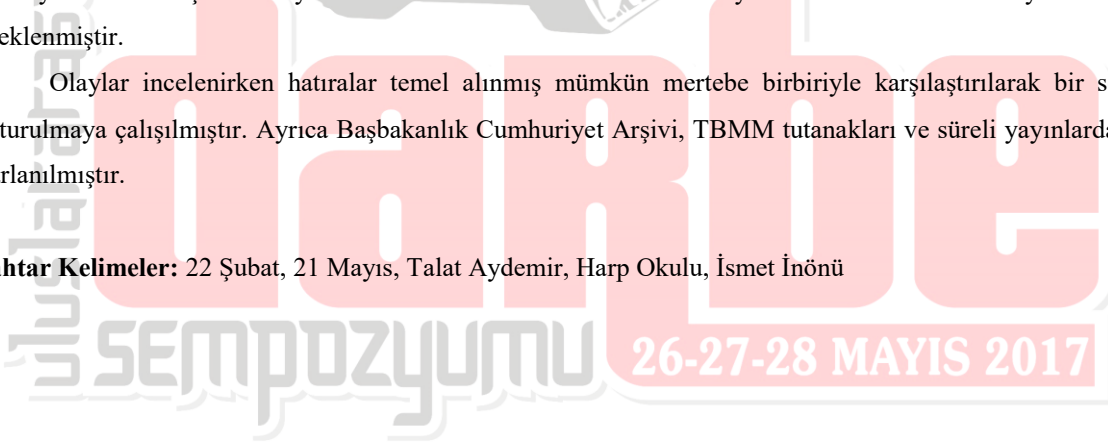 eklenmiştir.
Olaylar incelenirken hatıralar temel alınmış mümkün mertebe birbiriyle karşılaştırılarak bir s
turulmaya çalışılmıştır. Ayrıca Başbakanlık Cumhuriyet Arşivi, TBMM tutanakları ve süreli yayınlard
rlanılmıştır.
htar Kelimeler: 22 Şubat, 21 Mayıs, Talat Aydemir, Harp Okulu, İsmet İnönü
uluslararası
darbe
SEMPOZYUMU
26-27-28 MAYIS 2017